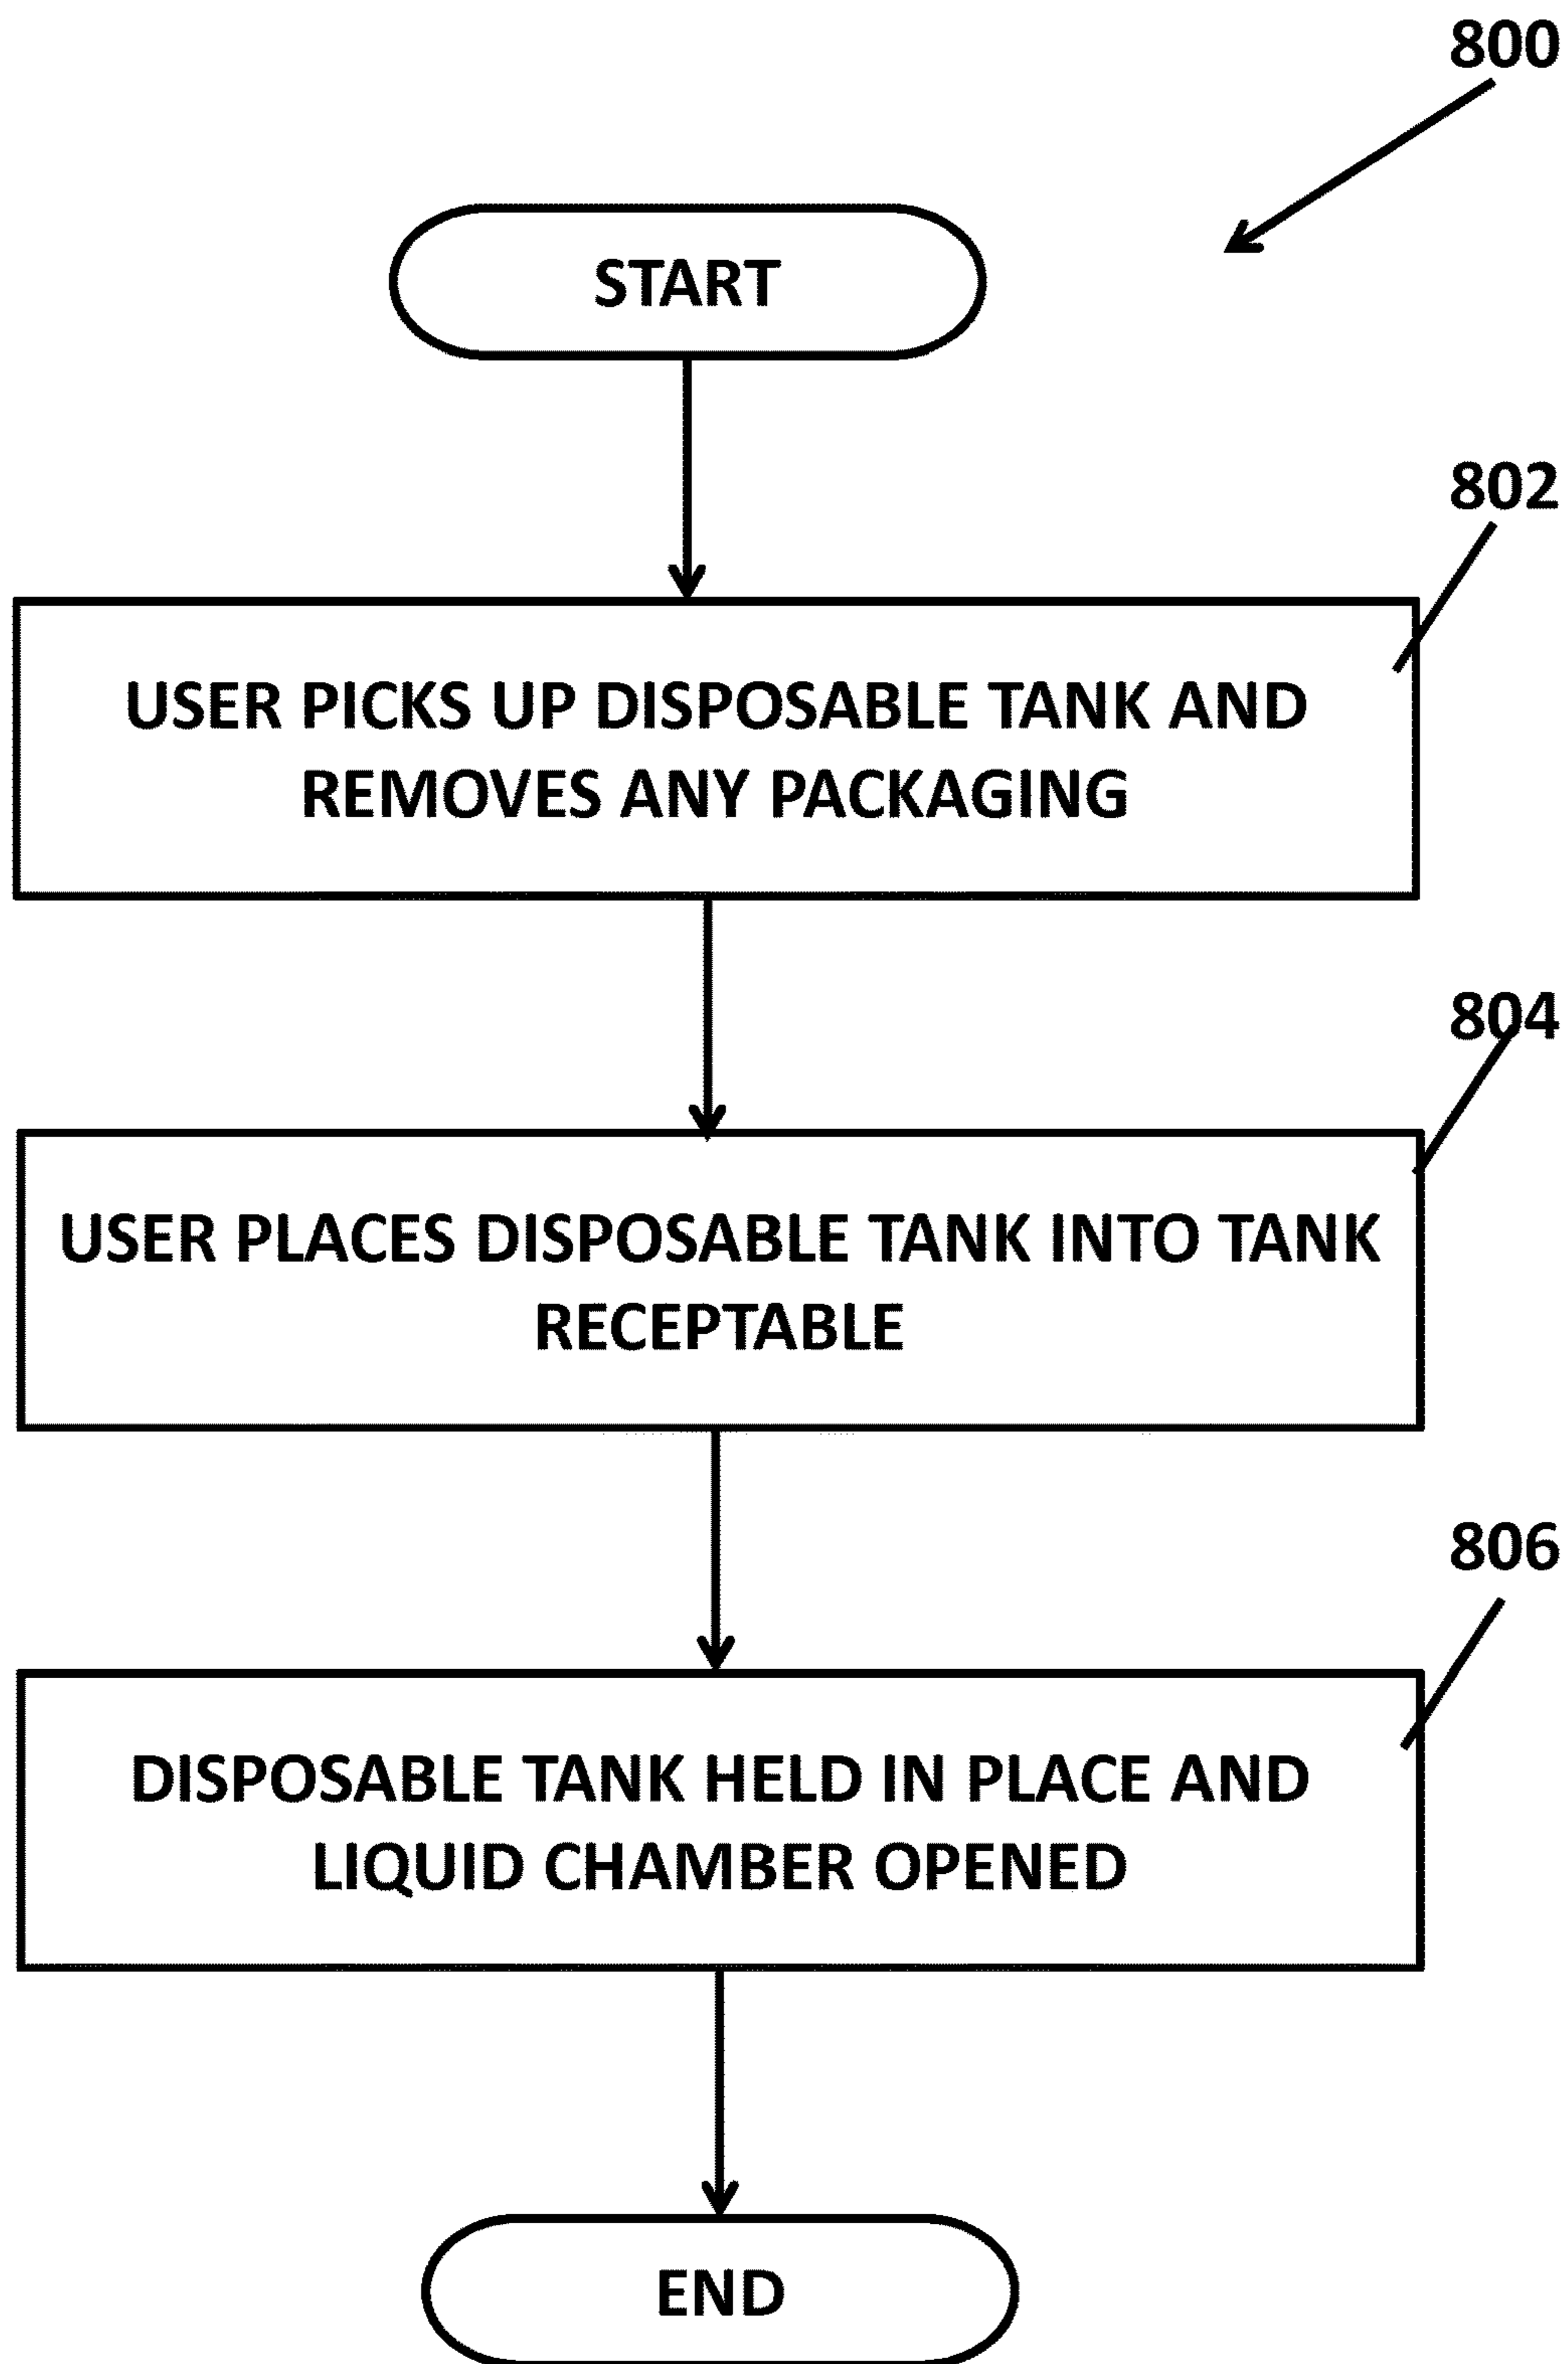 800
START
802
USER PICKS UP DISPOSABLE TANK AND
REMOVES ANY PACKAGING
804
USER PLACES DISPOSABLE TANK INTO TANK
RECEPTABLE
806
DISPOSABLE TANK HELD IN PLACE AND
LIQUID CHAMBER OPENED
END